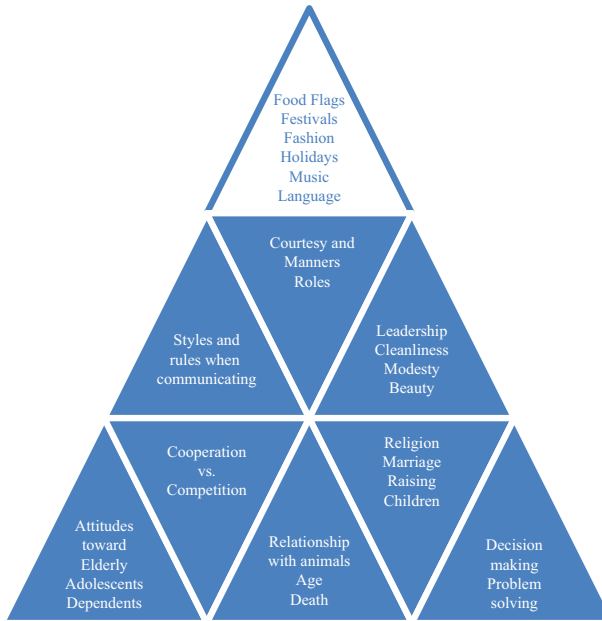 Food Flags
Festivals
Fashion
Holidays
Music
Language
Courtesy and
Manners
Roles
Styles and
rules when
communicating
Leadership
Cleanliness
Modesty
Beauty
Cooperation
vs.
Competition
Religion
Marriage
Raising
Children
Attitudes
toward
Elderly
Adolescents
Dependents
Relationship
with animals
Age
Death
Decision
making
Problem
solving